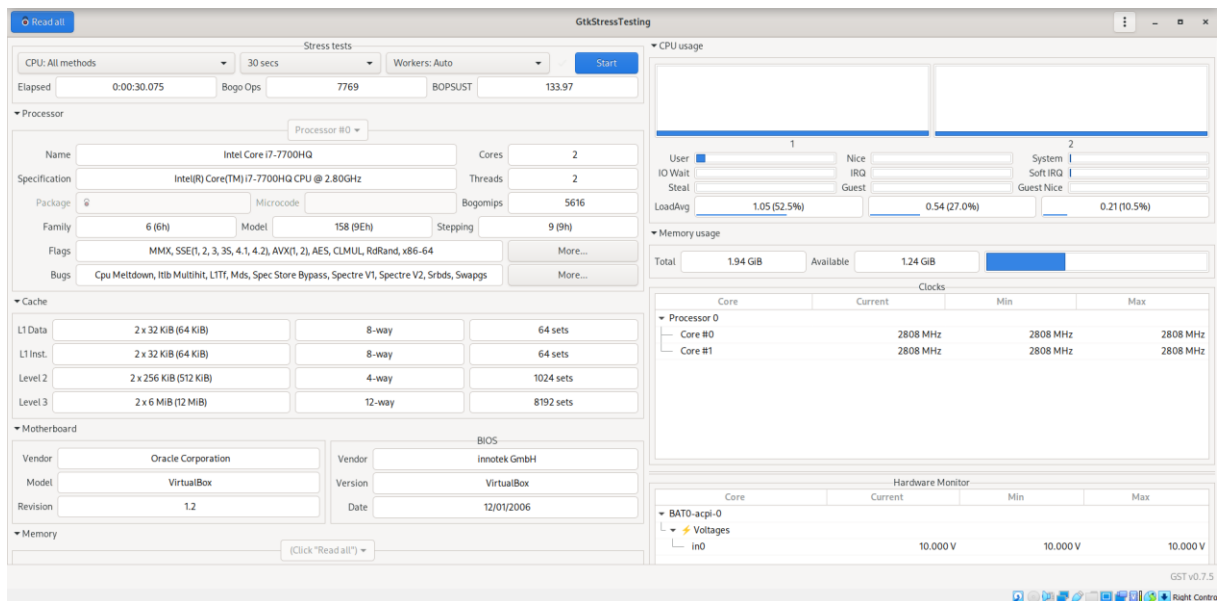 Read all
GtkStressTesting
Stress tests
CPU: All methods
30 secs
Workers: Auto
Start
Elapsed 0:00:30.075 Bogo Ops 7769 BOPSUST 133.97
Processor
Processor #0
Name Intel Core i7-7700HQ Cores 2
Specification Intel(R) Core(TM) i7-7700HQ CPU @ 2.80GHz Threads 2
Package Microcode Bogomips 5616
Family 6 (6h) Model 158 (9Eh) Stepping 9 (9h)
Flags MMX, SSE(1, 2, 3, 3S, 4.1, 4.2), AVX(1, 2), AES, CLMUL, RdRand, x86-64 More...
Bugs Cpu Meltdown, Itlb Multihit, L1Tf, Mds, Spec Store Bypass, Spectre V1, Spectre V2, Srbds, Swapgs More...
Cache
L1 Data 2 x 32 KiB (64 KiB) 8-way 64 sets
L1 Inst. 2 x 32 KiB (64 KiB) 8-way 64 sets
Level 2 2 x 256 KiB (512 KiB) 4-way 1024 sets
Level 3 2 x 6 MiB (12 MiB) 12-way 8192 sets
Motherboard
BIOS
Vendor Oracle Corporation Vendor innotek GmbH
Model VirtualBox Version VirtualBox
Revision 1.2 Date 12/01/2006
Memory
(Click "Read all")
CPU usage
1 2
User Nice System
IO Wait IRQ Soft IRQ
Steal Guest Guest Nice
LoadAvg 1.05 (52.5%) 0.54 (27.0%) 0.21 (10.5%)
Memory usage
Total 1.94 GiB Available 1.24 GiB
Clocks
Core Current Min Max
Processor 0
Core #0 2808 MHz 2808 MHz 2808 MHz
Core #1 2808 MHz 2808 MHz 2808 MHz
Hardware Monitor
Core Current Min Max
BAT0-acpi-0
Voltages
in0 10.000 V 10.000 V 10.000 V
GST v0.7.5
Right Contro